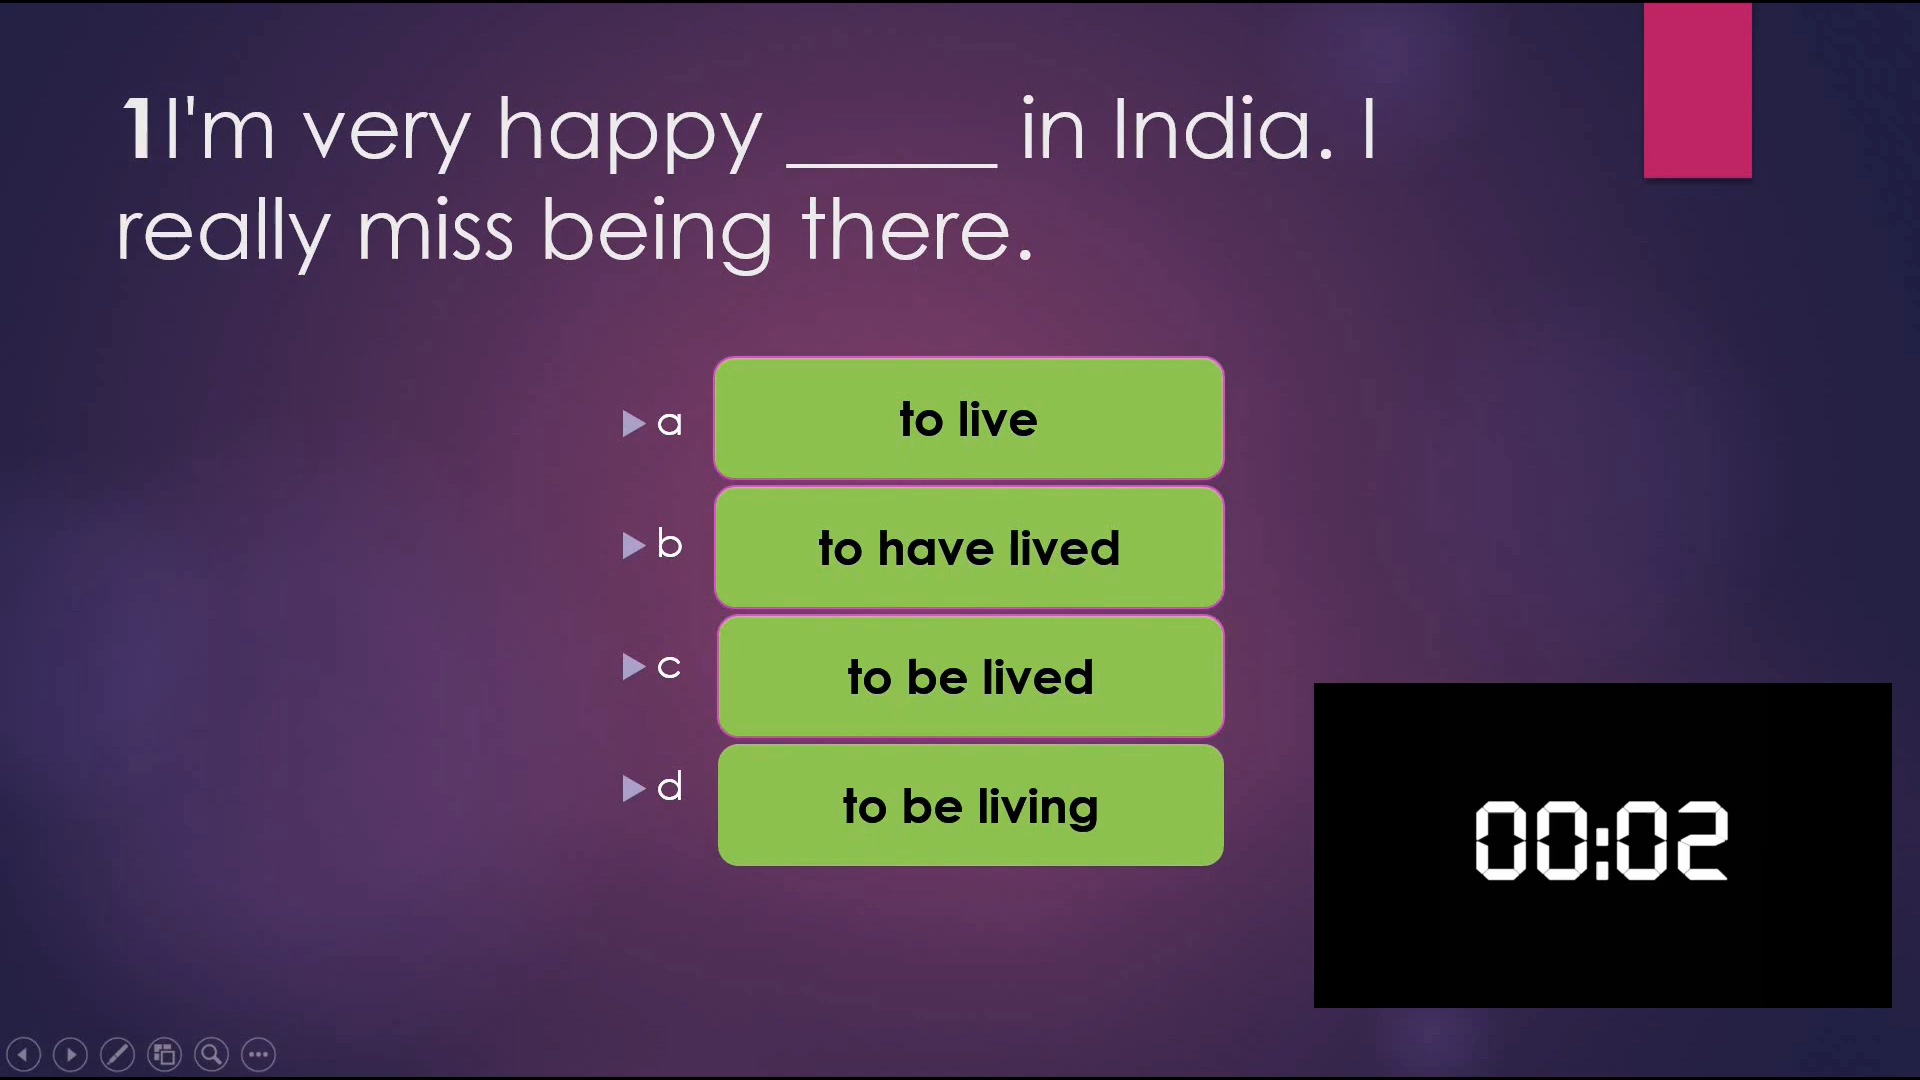 1I'm very happy _____ in India. I
really miss being there.
a to live
b to have lived
c to be lived
d to be living
00:02